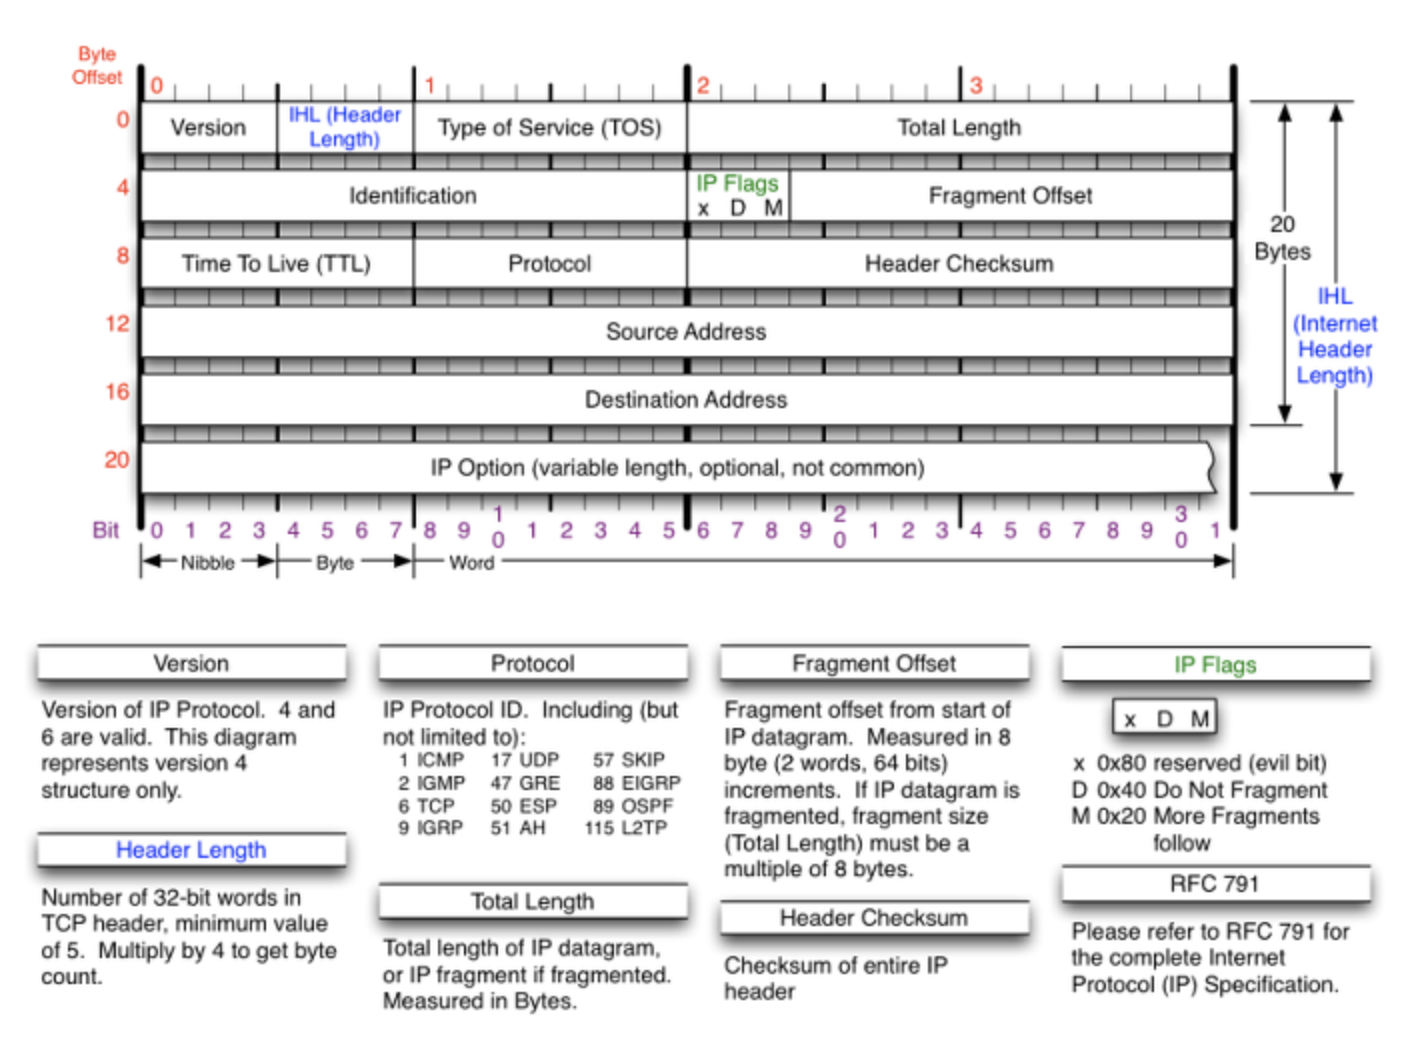 Byte
Offset
0 1 2 3
0 Version IHL (Header Type of Service (TOS) Total Length
Length)
4 Identification IP Flags Fragment Offset
x D M
8 Time To Live (TTL) Protocol Header Checksum
12 Source Address
16 Destination Address
20 IP Option (variable length, optional, not common)
20
Bytes
IHL
(Internet
Header
Length)
Bit 0 1 2 3 4 5 6 7 8 9 10 1 2 3 4 5 6 7 8 9 20 1 2 3 4 5 6 7 8 9 30 1
Nibble Byte Word
Version
Version of IP Protocol. 4 and
6 are valid. This diagram
represents version 4
structure only.
Header Length
Number of 32-bit words in
TCP header, minimum value
of 5. Multiply by 4 to get byte
count.
Protocol
IP Protocol ID. Including (but
not limited to):
1 ICMP 17 UDP 57 SKIP
2 IGMP 47 GRE 88 EIGRP
6 TCP 50 ESP 89 OSPF
9 IGRP 51 AH 115 L2TP
Total Length
Total length of IP datagram,
or IP fragment if fragmented.
Measured in Bytes.
Fragment Offset
Fragment offset from start of
IP datagram. Measured in 8
byte (2 words, 64 bits)
increments. If IP datagram is
fragmented, fragment size
(Total Length) must be a
multiple of 8 bytes.
Header Checksum
Checksum of entire IP
header
IP Flags
x D M
x 0x80 reserved (evil bit)
D 0x40 Do Not Fragment
M 0x20 More Fragments
follow
RFC 791
Please refer to RFC 791 for
the complete Internet
Protocol (IP) Specification.